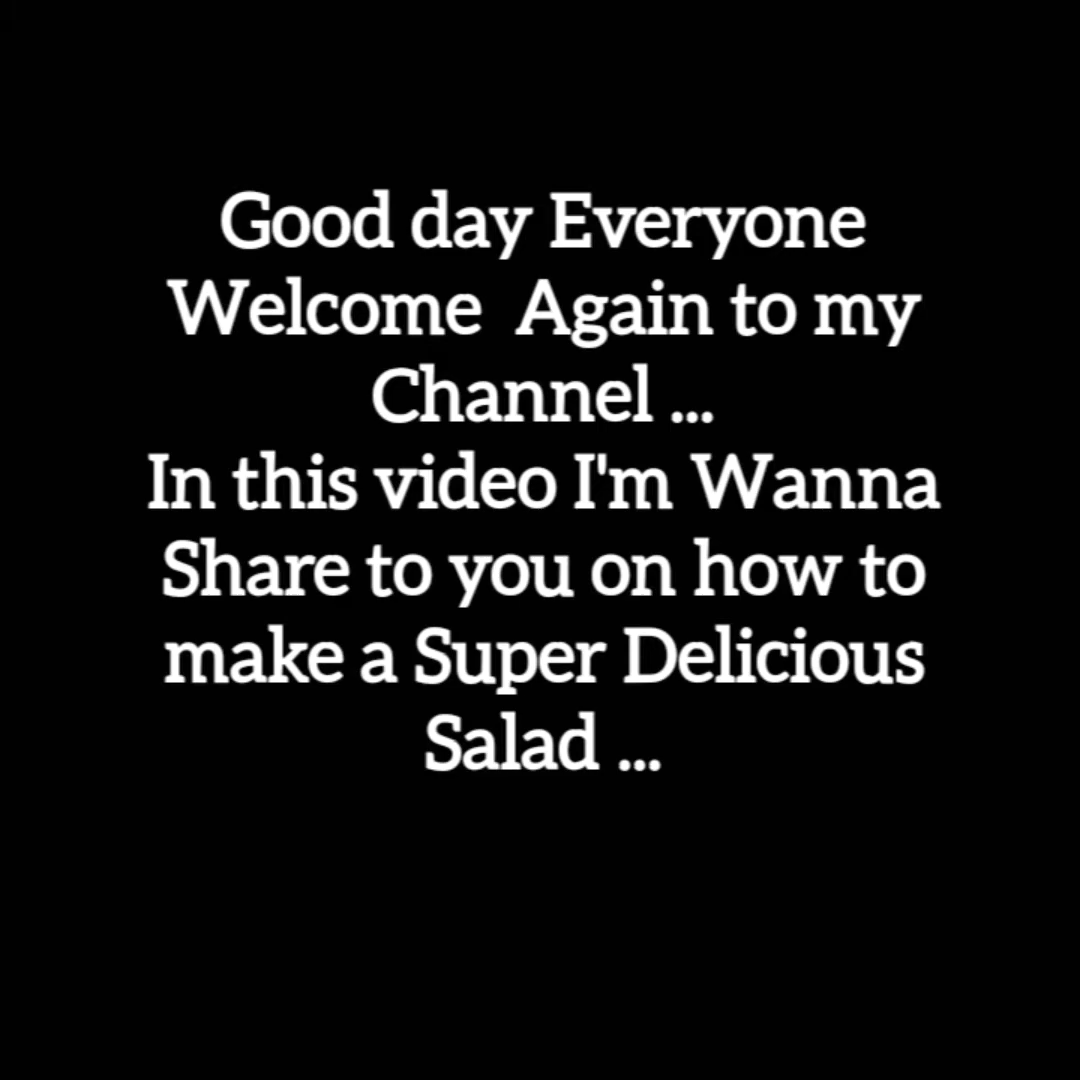 Good day Everyone
Welcome  Again to my
Channel ...
In this video I'm Wanna
Share to you on how to
make a Super Delicious
Salad ...